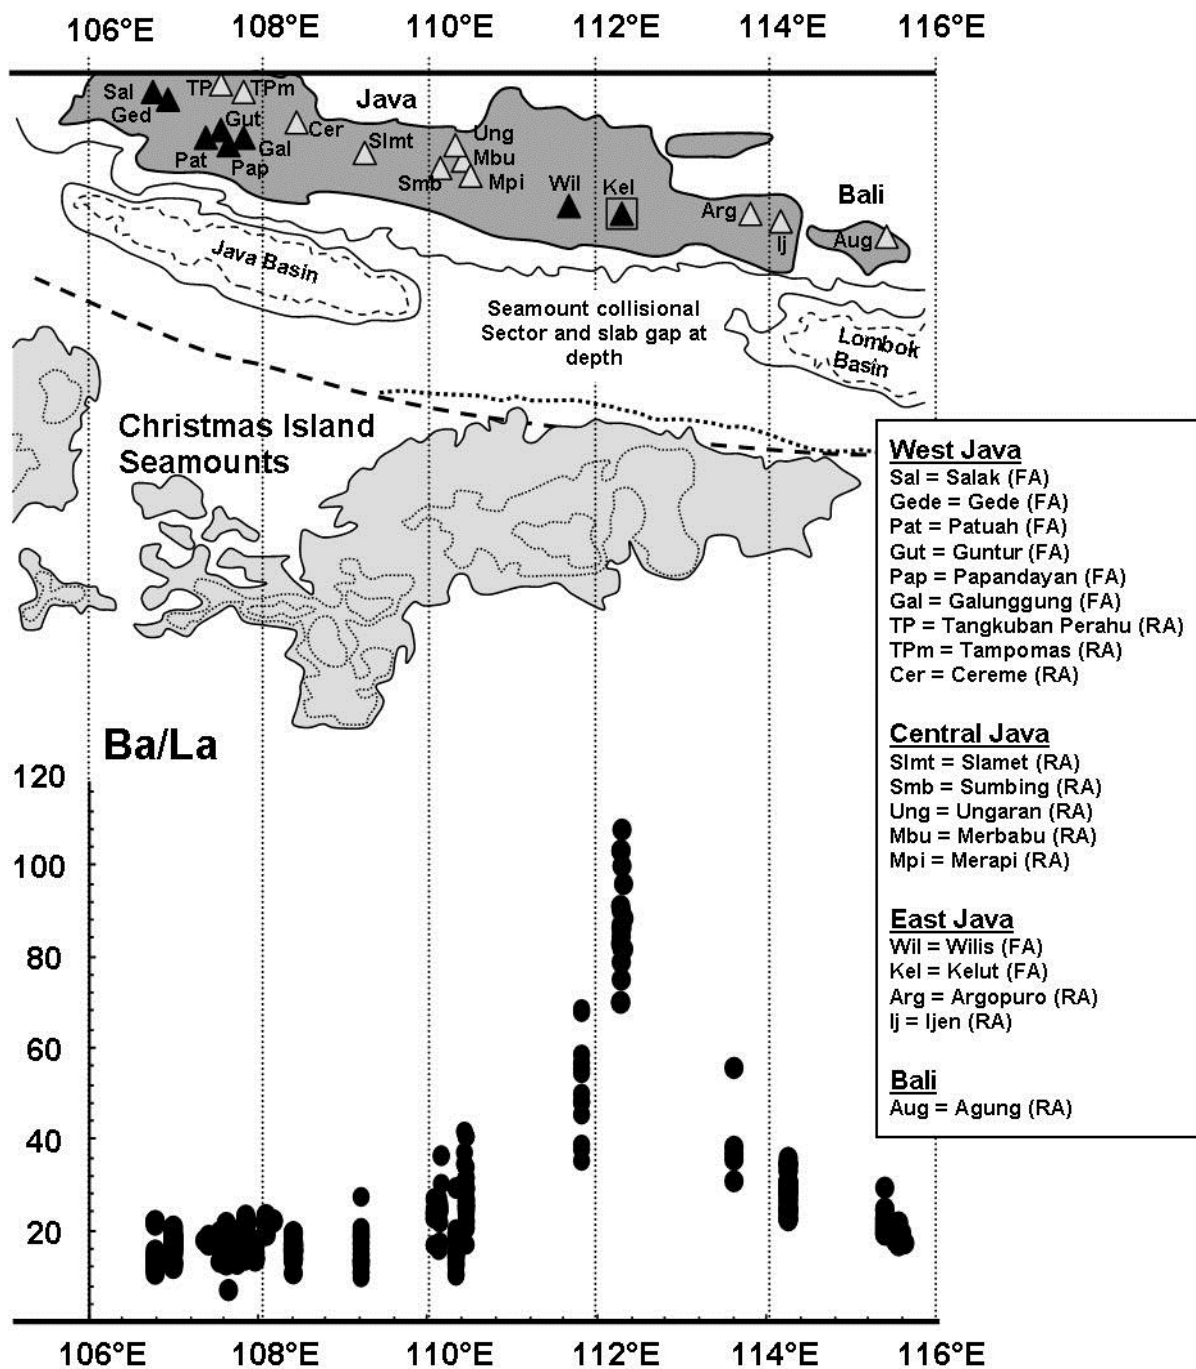 106°E 108°E 110°E 112°E 114°E 116°E
Sal
Ged
TP
TPm
Java
Gut
Cer
Pat
Pap
Gal
Slmt
Ung
Mbu
Smb
Mpi
Wil
Kel
Arg
Ij
Bali
Aug
Java Basin
Seamount collisional
Sector and slab gap at
depth
Lombok
Basin
Christmas Island
Seamounts
West Java
Sal = Salak (FA)
Gede = Gede (FA)
Pat = Patuah (FA)
Gut = Guntur (FA)
Pap = Papandayan (FA)
Gal = Galunggung (FA)
TP = Tangkuban Perahu (RA)
TPm = Tampomas (RA)
Cer = Cereme (RA)
Central Java
Slmt = Slamet (RA)
Smb = Sumbing (RA)
Ung = Ungaran (RA)
Mbu = Merbabu (RA)
Mpi = Merapi (RA)
East Java
Wil = Wilis (FA)
Kel = Kelut (FA)
Arg = Argopuro (RA)
Ij = Ijen (RA)
Bali
Aug = Agung (RA)
Ba/La
120
100
80
60
40
20
106°E 108°E 110°E 112°E 114°E 116°E